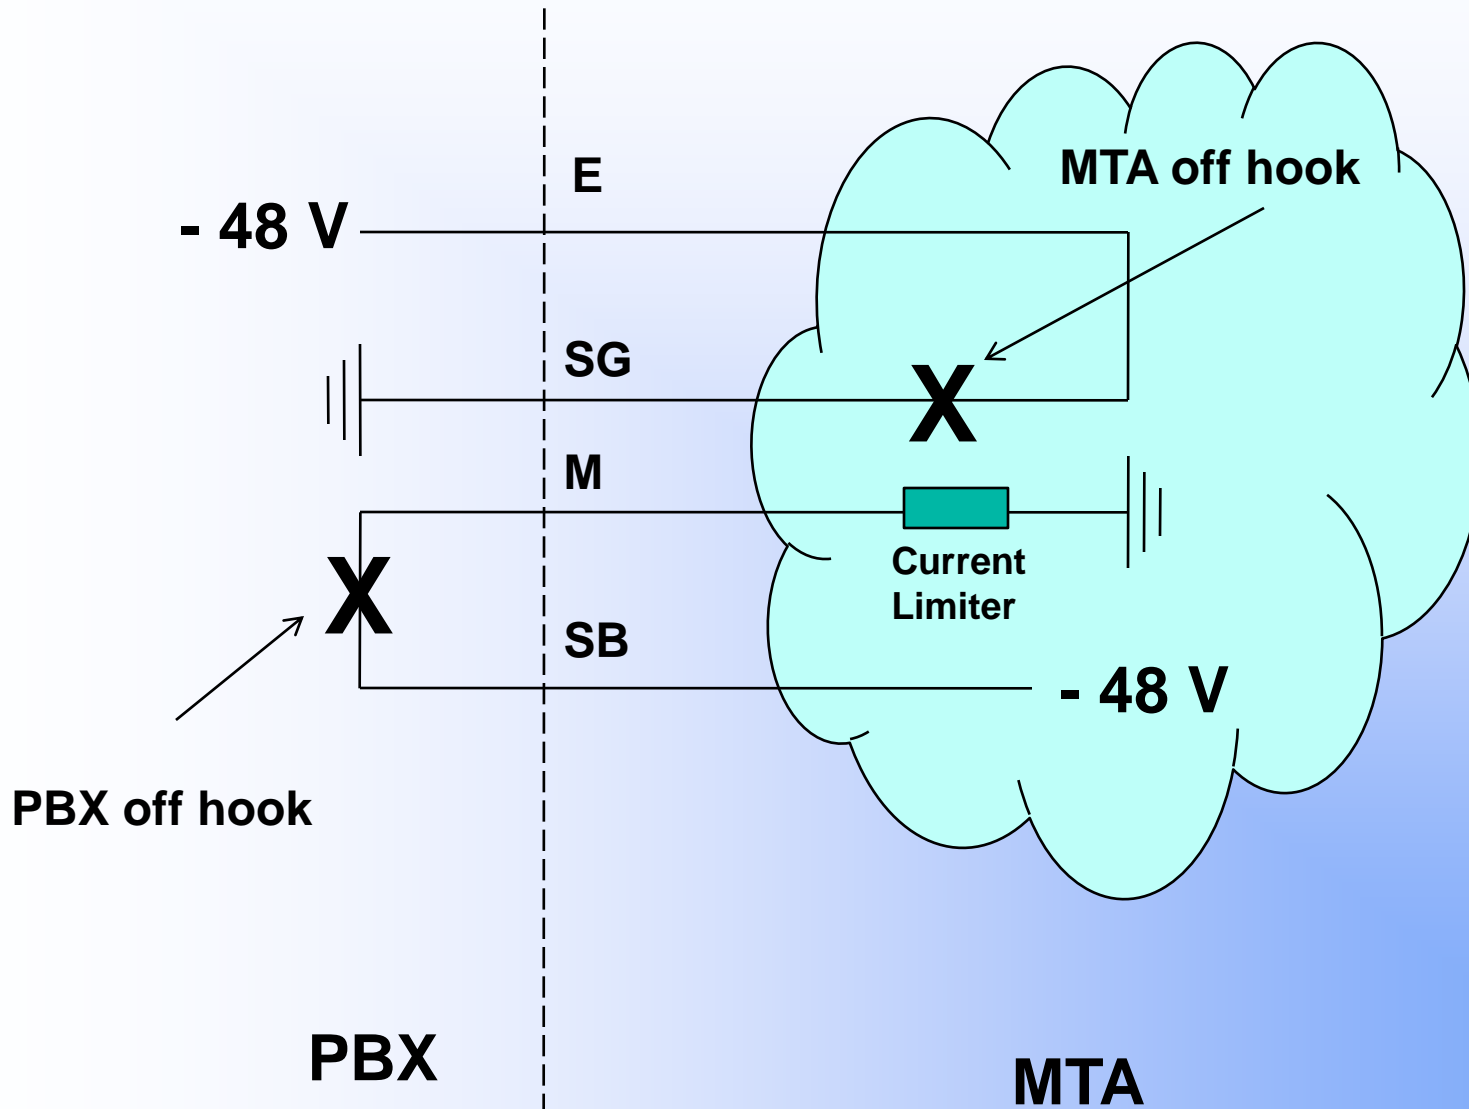 E
MTA off hook
- 48 V
SG
X
M
Current
Limiter
X
SB
- 48 V
PBX off hook
PBX
MTA